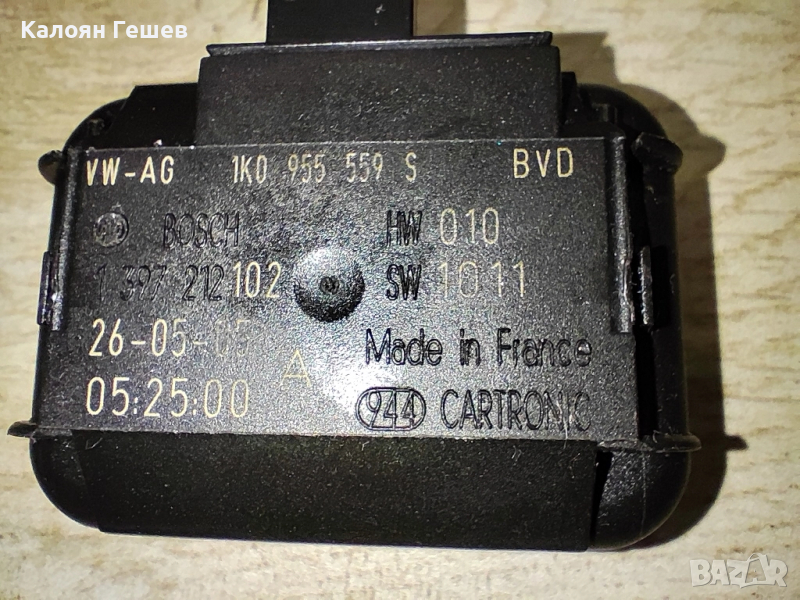 Калоян Гешев
VW-AG 1K0 955 559 S BVD
BOSCH HW 010
1 397 212 102 SW 1011
26-05-05
05:25:00 A Made in France
944 CARTRONIC
BAZAR